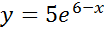 y = 5e^{6−x}